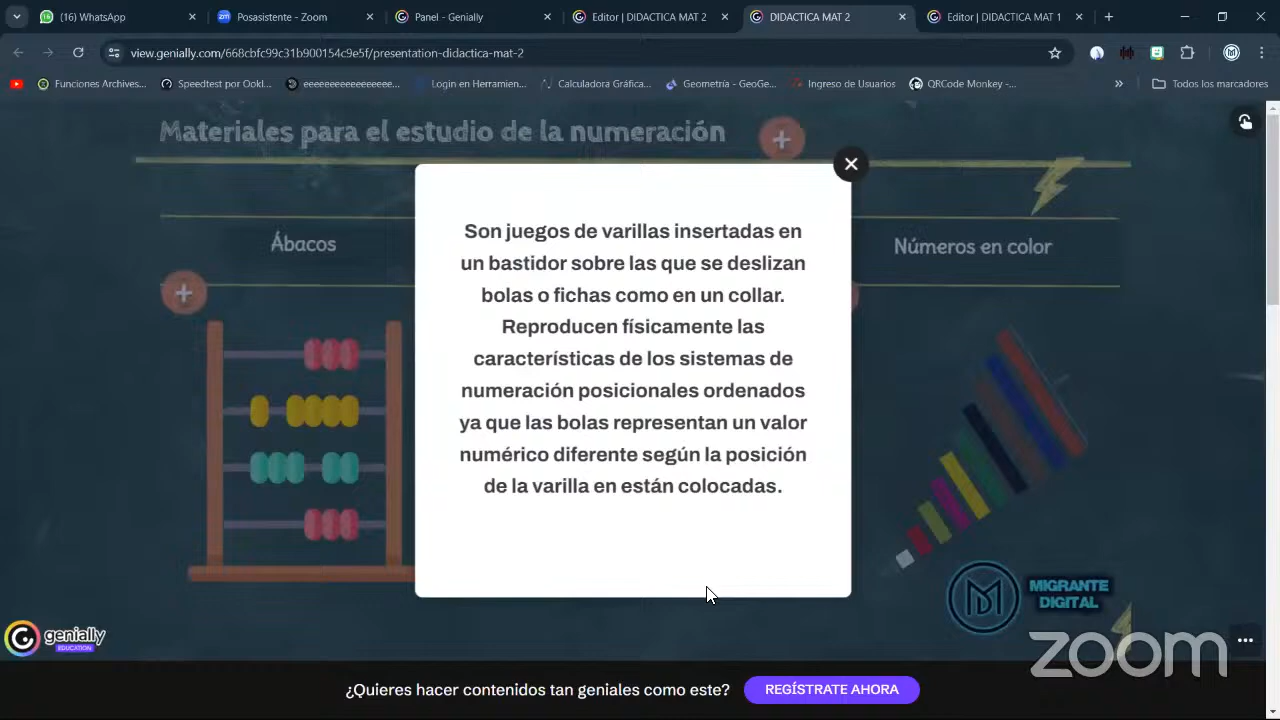 (16) WhatsApp
Posasistente - Zoom
Panel - Genially
Editor | DIDACTICA MAT 2
DIDACTICA MAT 2
Editor | DIDACTICA MAT 1
view.genially.com/668cbfc99c31b900154c9e5f/presentation-didactica-mat-2
Funciones Archives...
Speedtest por Ookl...
eeeeeeeeeeeeeeee...
Login en Herramien...
Calculadora Gráfica...
Geometría - GeoGe...
Ingreso de Usuarios
QRCode Monkey -...
»
Todos los marcadores
Materiales para el estudio de la numeración
Ábacos
Números en color
Son juegos de varillas insertadas en
un bastidor sobre las que se deslizan
bolas o fichas como en un collar.
Reproducen físicamente las
características de los sistemas de
numeración posicionales ordenados
ya que las bolas representan un valor
numérico diferente según la posición
de la varilla en están colocadas.
MIGRANTE
DIGITAL
genially
EDUCATION
zoom
¿Quieres hacer contenidos tan geniales como este?
REGÍSTRATE AHORA